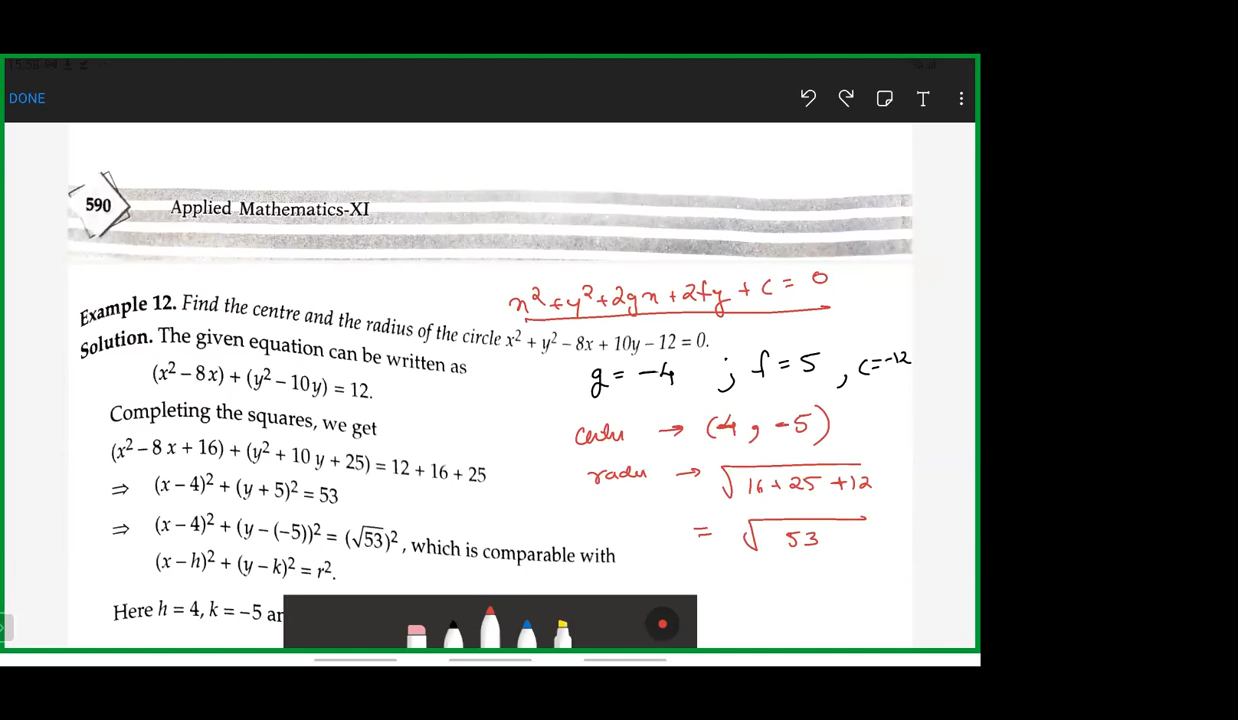 DONE
T
590 Applied Mathematics-XI
x² + y² + 2gx + 2fy + c = 0
Example 12. Find the centre and the radius of the circle x² + y² – 8x + 10y – 12 = 0.
Solution. The given equation can be written as
(x² – 8x) + (y² – 10y) = 12.
g = -4 ; f = 5 , c = -12
Completing the squares, we get
(x² – 8x + 16) + (y² + 10y + 25) = 12 + 16 + 25
⇒ (x – 4)² + (y + 5)² = 53
⇒ (x – 4)² + (y – (–5))² = (√53)², which is comparable with
(x – h)² + (y – k)² = r².
Here h = 4, k = –5 ar
→ (4, -5)
→ √16 + 25 + 12
= √53